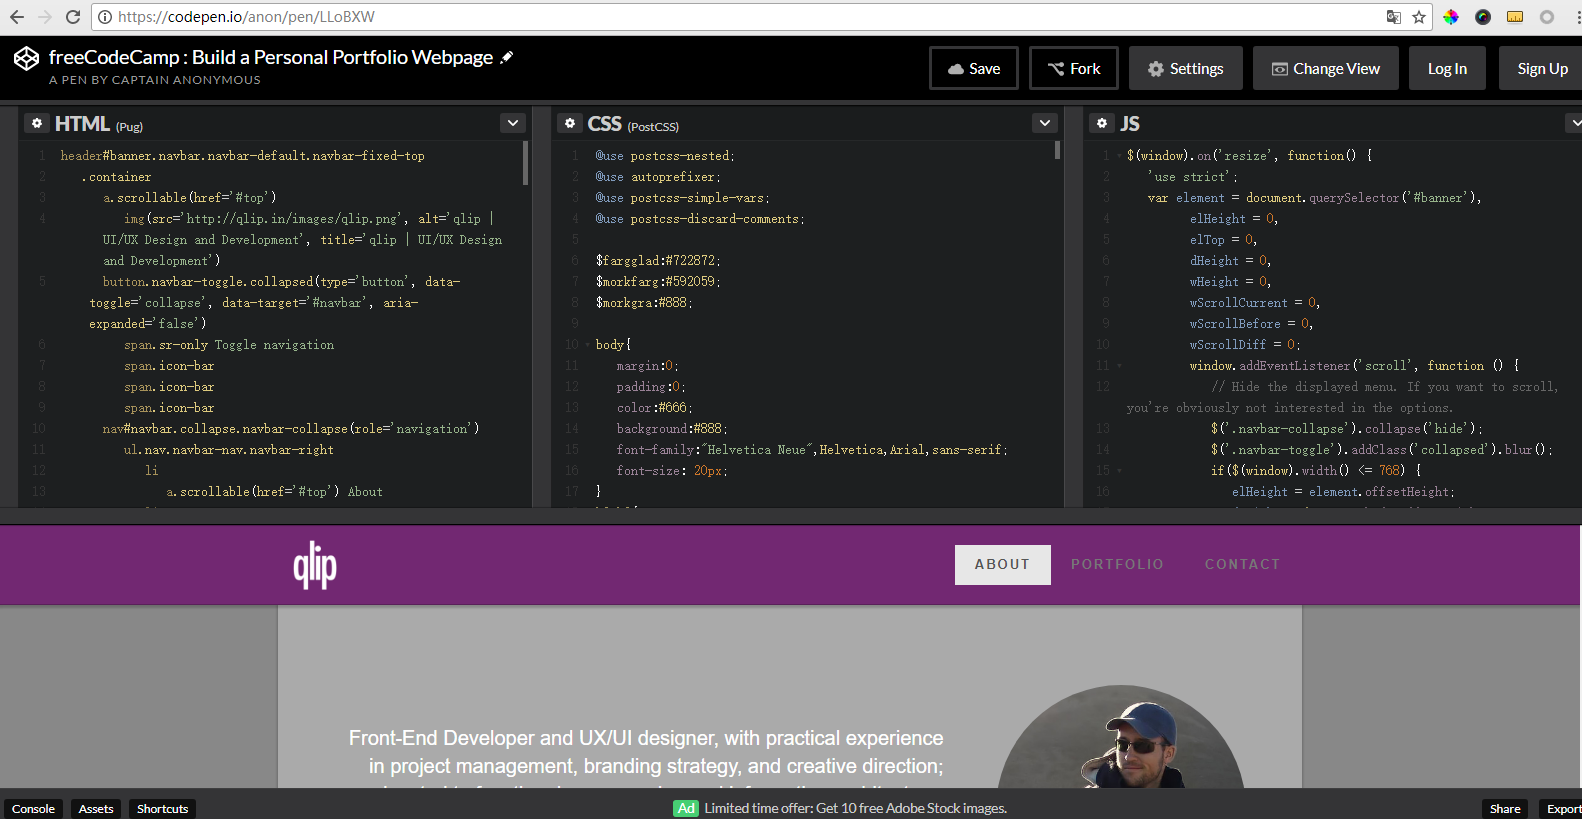 https://codepen.io/anon/pen/LLoBXW
freeCodeCamp : Build a Personal Portfolio Webpage
A PEN BY CAPTAIN ANONYMOUS
Save
Fork
Settings
Change View
Log In
Sign Up
HTML (Pug)
1 header#banner.navbar.navbar-default.navbar-fixed-top
2 .container
3 a.scrollable(href='#top')
4 img(src='http://qlip.in/images/qlip.png', alt='qlip |
UI/UX Design and Development', title='qlip | UI/UX Design
and Development')
5 button.navbar-toggle.collapsed(type='button', data-
toggle='collapse', data-target='#navbar', aria-
expanded='false')
6 span.sr-only Toggle navigation
7 span.icon-bar
8 span.icon-bar
9 span.icon-bar
10 nav#navbar.collapse.navbar-collapse(role='navigation')
11 ul.nav.navbar-nav.navbar-right
12 li
13 a.scrollable(href='#top') About
CSS (PostCSS)
1 @use postcss-nested;
2 @use autoprefixer;
3 @use postcss-simple-vars;
4 @use postcss-discard-comments;
5
6 $fargglad:#722872;
7 $morkfarg:#592059;
8 $morkgra:#888;
9
10 body{
11 margin:0;
12 padding:0;
13 color:#666;
14 background:#888;
15 font-family:"Helvetica Neue",Helvetica,Arial,sans-serif;
16 font-size: 20px;
17 }
JS
1 $(window).on('resize', function() {
2 'use strict';
3 var element = document.querySelector('#banner'),
4 elHeight = 0,
5 elTop = 0,
6 dHeight = 0,
7 wHeight = 0,
8 wScrollCurrent = 0,
9 wScrollBefore = 0,
10 wScrollDiff = 0;
11 window.addEventListener('scroll', function () {
12 // Hide the displayed menu. If you want to scroll,
you're obviously not interested in the options.
13 $('.navbar-collapse').collapse('hide');
14 $('.navbar-toggle').addClass('collapsed').blur();
15 if($(window).width() <= 768) {
16 elHeight = element.offsetHeight;
qlip
ABOUT
PORTFOLIO
CONTACT
Front-End Developer and UX/UI designer, with practical experience
in project management, branding strategy, and creative direction;
Console
Assets
Shortcuts
Ad Limited time offer: Get 10 free Adobe Stock images.
Share
Export